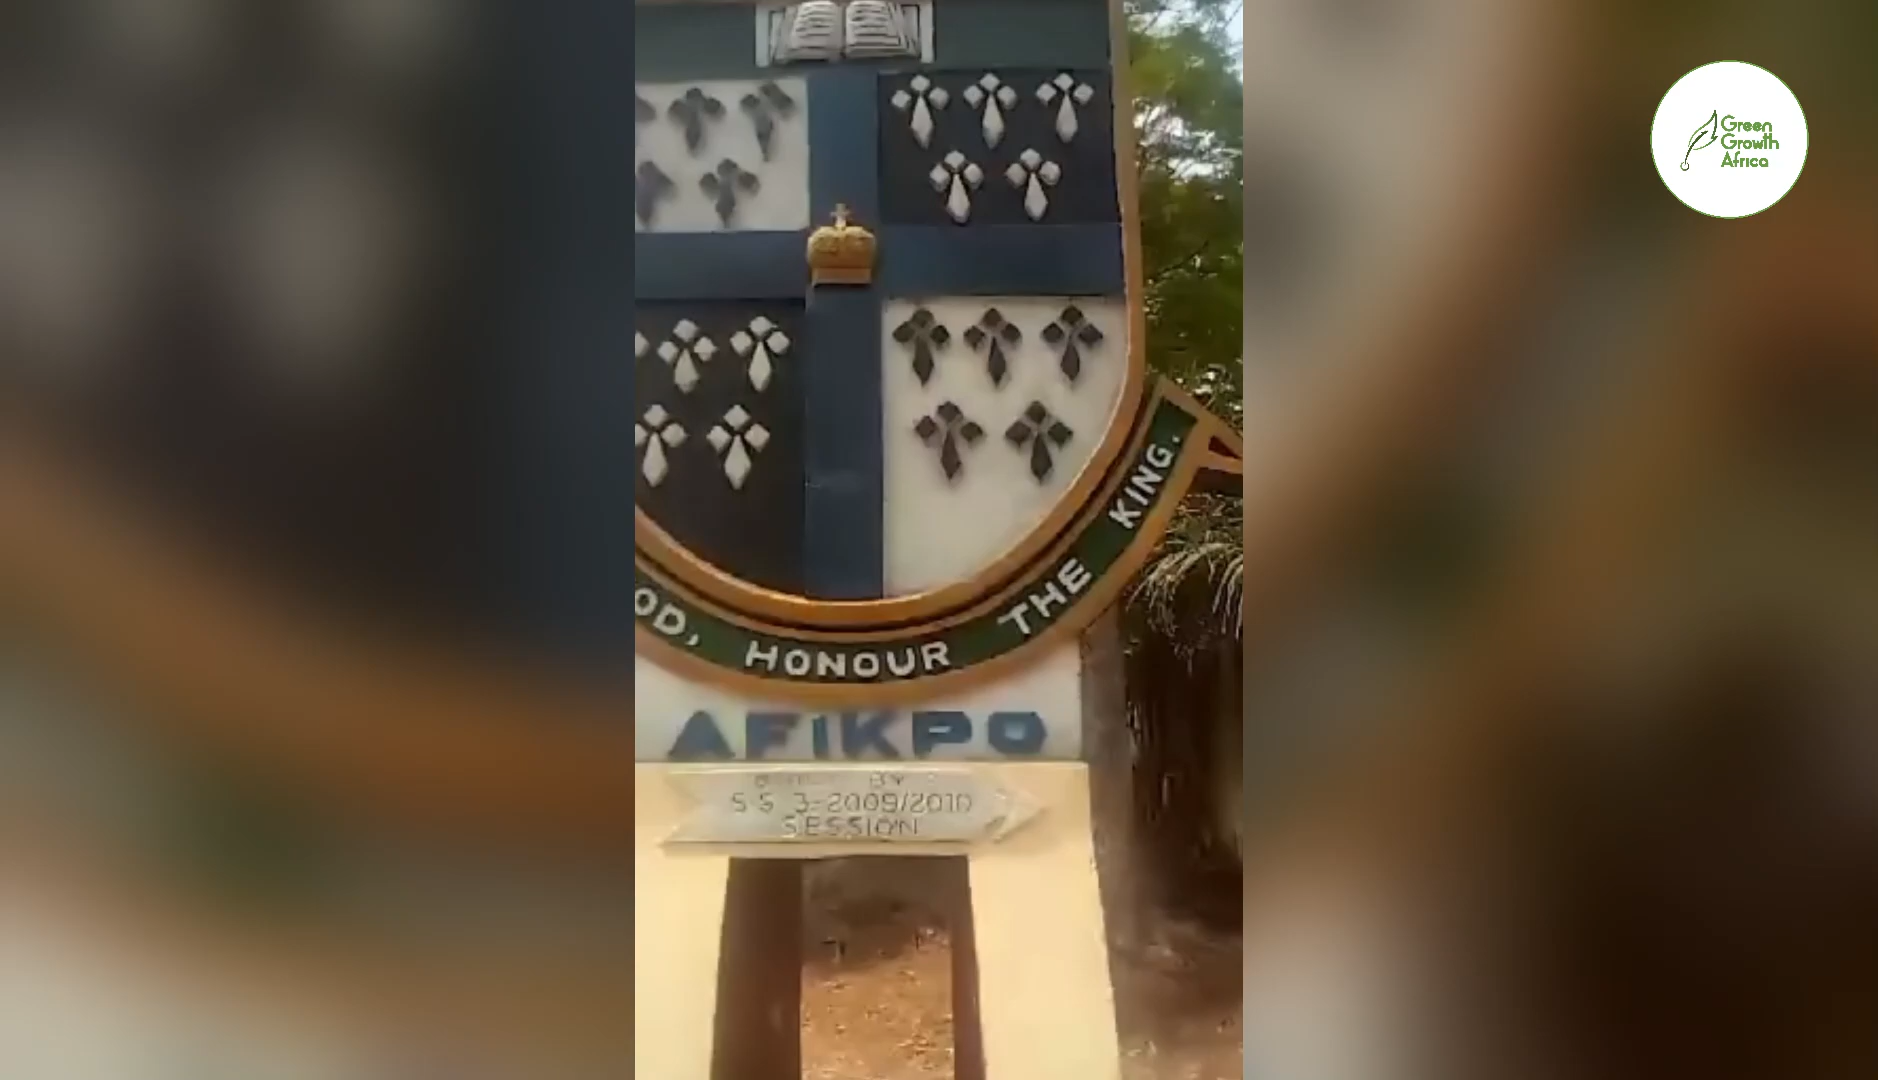 OD, HONOUR THE KING.
AFIKPO
BY
S S 3-2009/2010
SESSION
Green
Growth
Africa